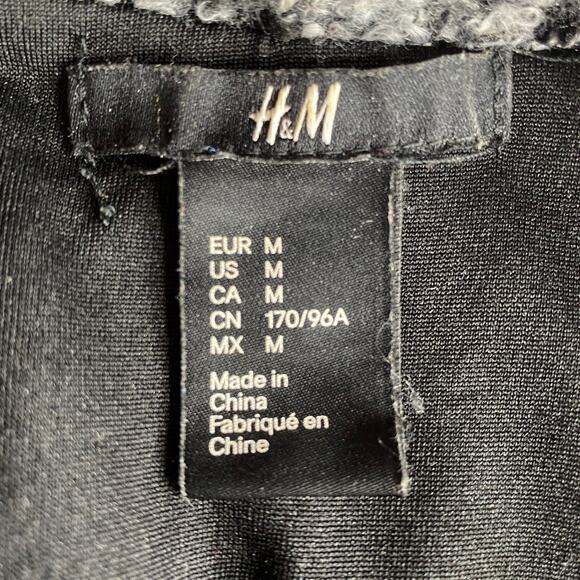 H&M
EUR M
US M
CA M
CN 170/96A
MX M
Made in
China
Fabriqué en
Chine